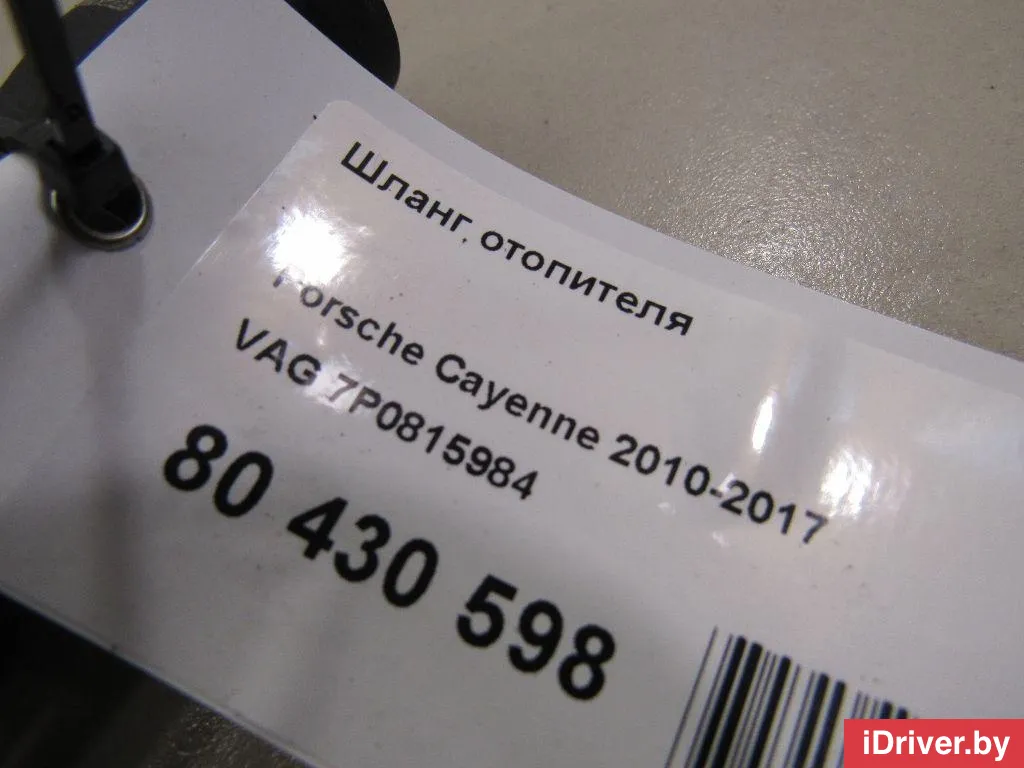 Шланг отопителя
Porsche Cayenne 2010-2017
VAG 7P0815984
80 430 598
iDriver.by